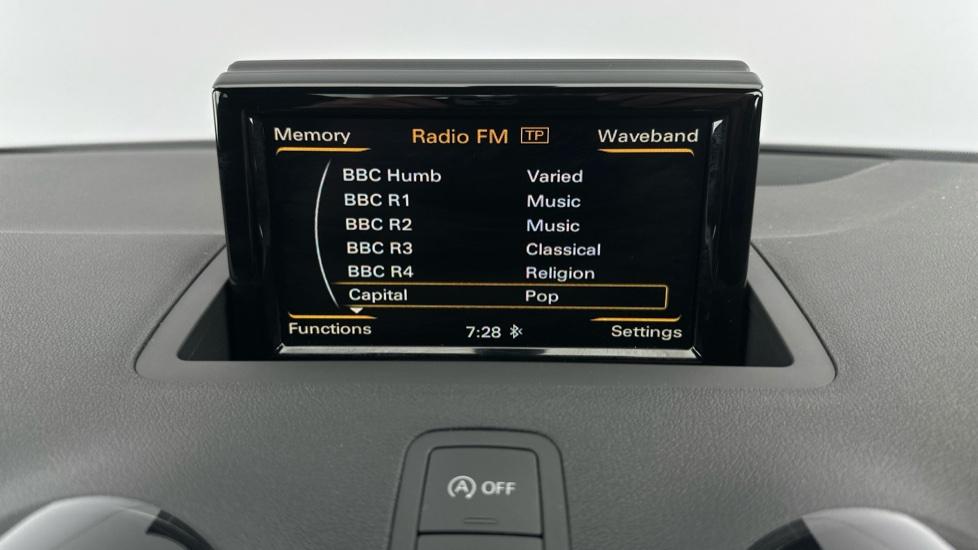 Memory Radio FM TP Waveband
BBC Humb Varied
BBC R1 Music
BBC R2 Music
BBC R3 Classical
BBC R4 Religion
Capital Pop
Functions 7:28 Settings
A OFF